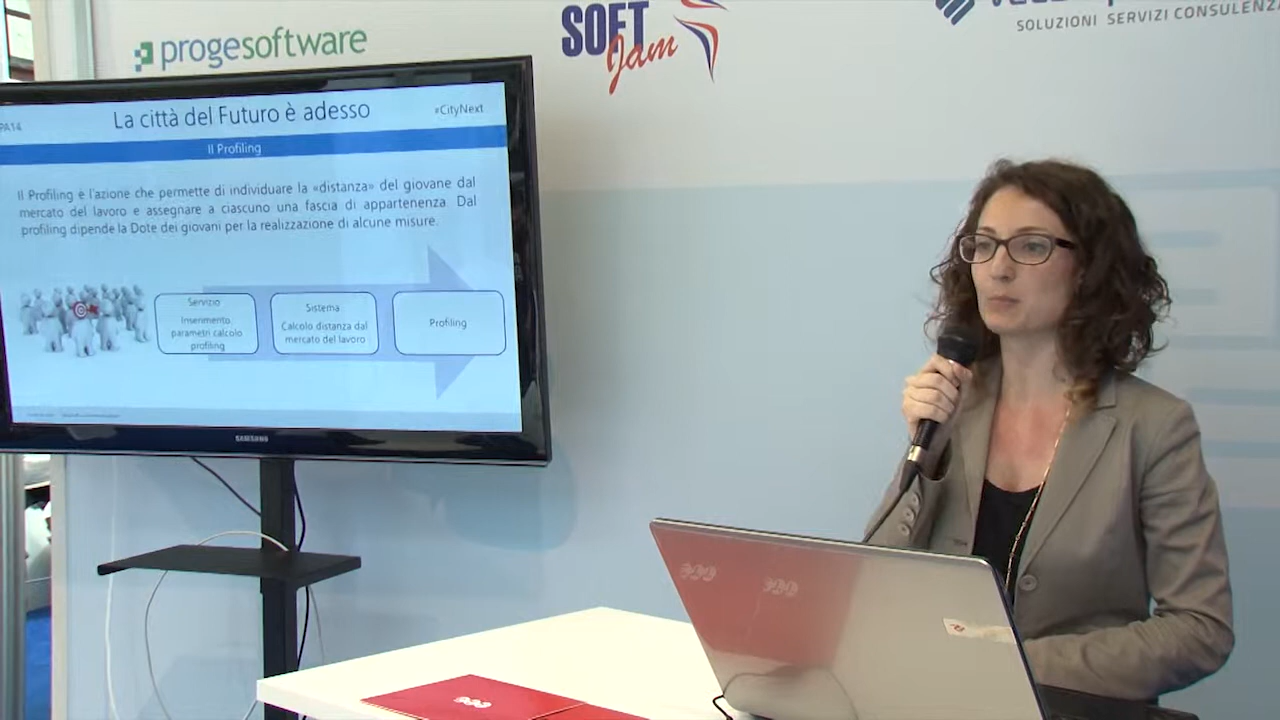 progesoftware
SOFT
Jam
SOLUZIONI SERVIZI CONSULENZA
PA14
La città del Futuro è adesso
#CityNext
Il Profiling
Il Profiling è l'azione che permette di individuare la «distanza» del giovane dal
mercato del lavoro e assegnare a ciascuno una fascia di appartenenza. Dal
profiling dipende la Dote dei giovani per la realizzazione di alcune misure.
Servizio
Inserimento
parametri calcolo
profiling
Sistema
Calcolo distanza dal
mercato del lavoro
Profiling
SAMSUNG